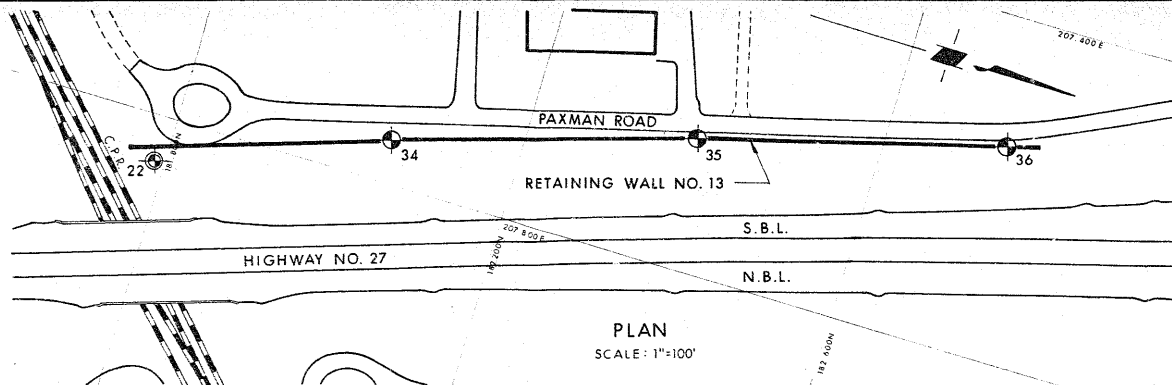 207.400 E
PAXMAN ROAD
C.P.R.
22
34
35
36
RETAINING WALL NO. 13
207 800 E
182 200N
S.B.L.
HIGHWAY NO. 27
N.B.L.
PLAN
SCALE: 1"=100'
182 600N